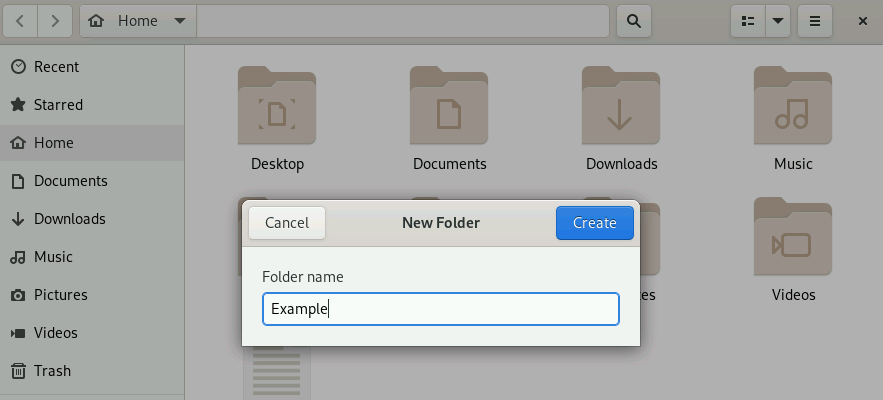 Home
Recent
Starred
Home
Documents
Downloads
Music
Pictures
Videos
Trash
Desktop
Documents
Downloads
Music
Videos
Cancel
New Folder
Create
Folder name
Example